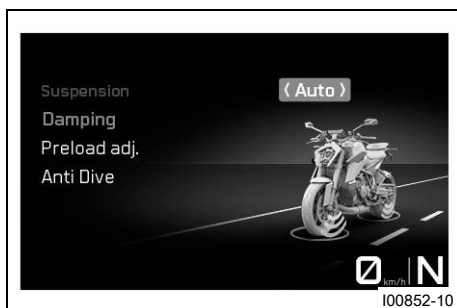 Suspension
‹ Auto ›
Damping
Preload adj.
Anti Dive
0 km/h N
I00852-10